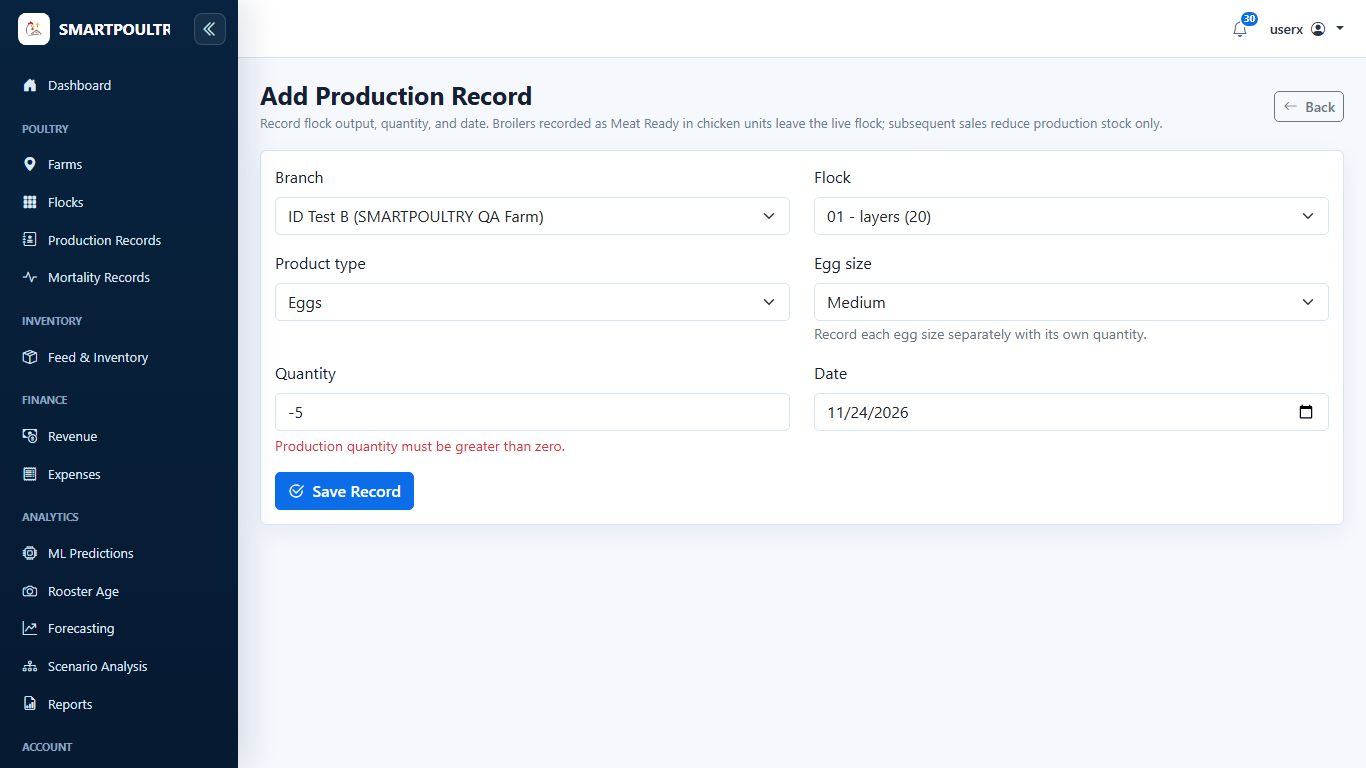 SMARTPOULTR
30
userx
Dashboard
POULTRY
Farms
Flocks
Production Records
Mortality Records
INVENTORY
Feed & Inventory
FINANCE
Revenue
Expenses
ANALYTICS
ML Predictions
Rooster Age
Forecasting
Scenario Analysis
Reports
ACCOUNT
Add Production Record
Record flock output, quantity, and date. Broilers recorded as Meat Ready in chicken units leave the live flock; subsequent sales reduce production stock only.
Back
Branch
ID Test B (SMARTPOULTRY QA Farm)
Flock
01 - layers (20)
Product type
Eggs
Egg size
Medium
Record each egg size separately with its own quantity.
Quantity
-5
Production quantity must be greater than zero.
Date
11/24/2026
Save Record